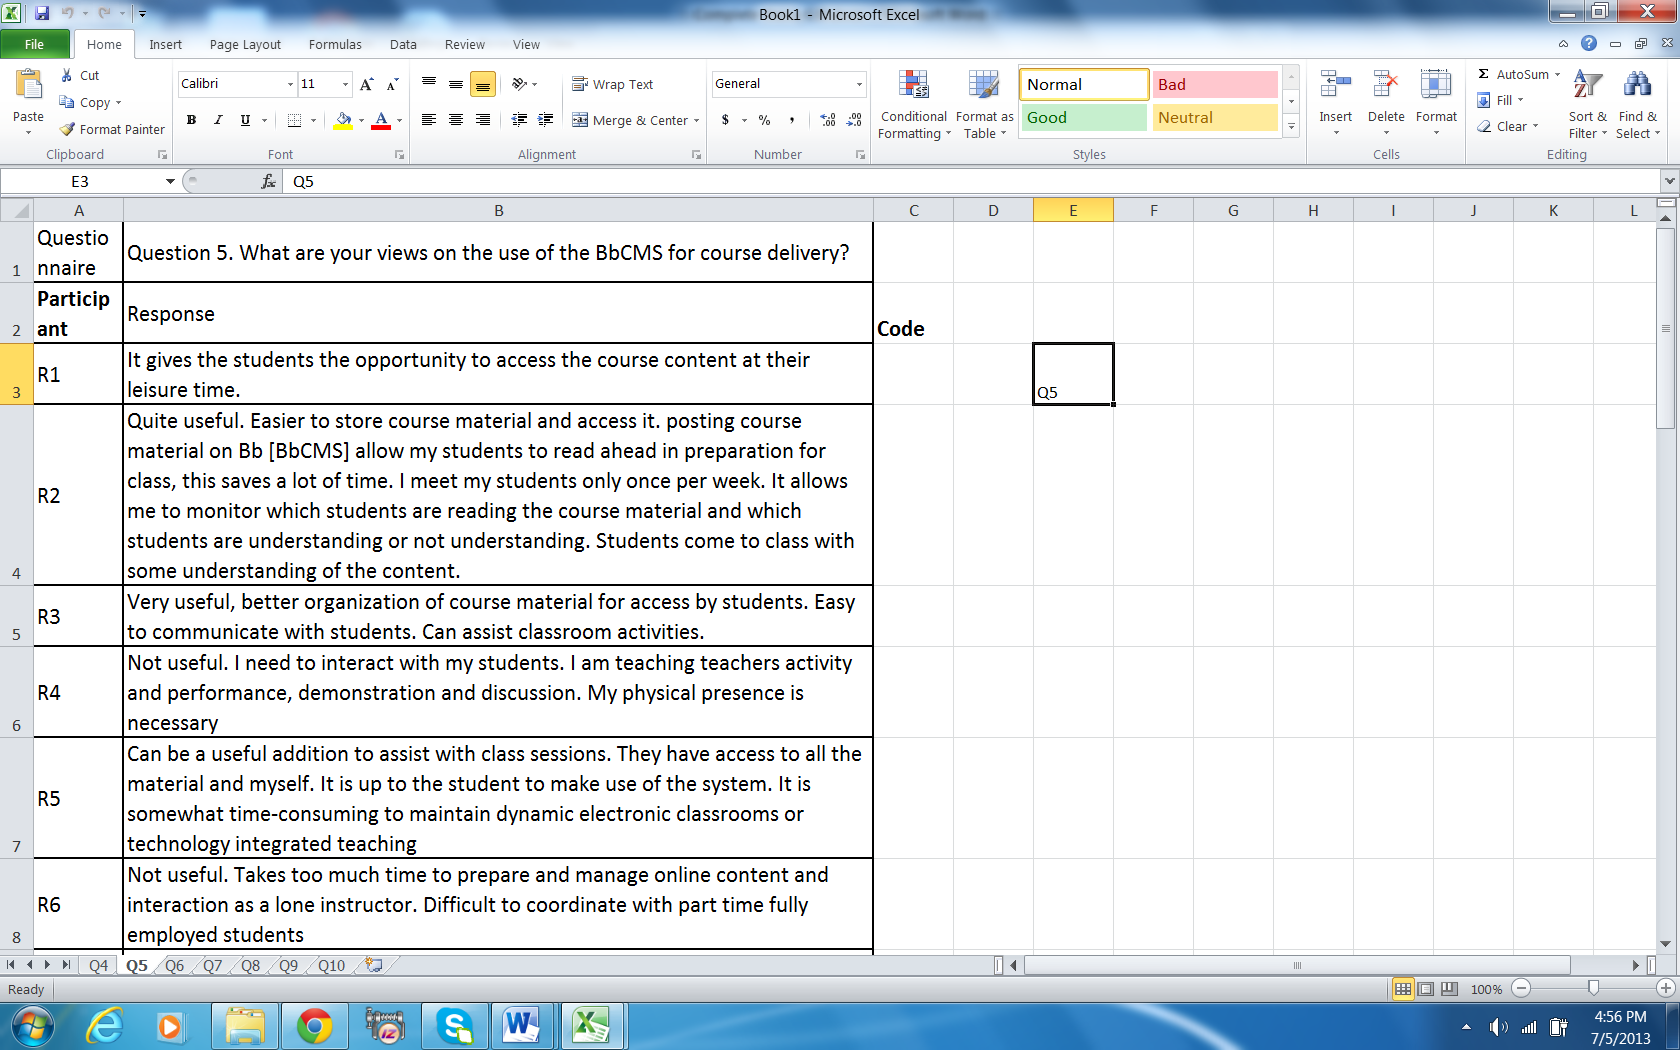 Book1 - Microsoft Excel
File Home Insert Page Layout Formulas Data Review View
Cut
Copy
Format Painter
Paste
Clipboard
Calibri 11
B I U
Font
Wrap Text
Merge & Center
Alignment
General
$ % ,
Number
Conditional Formatting
Format as Table
Normal Bad
Good Neutral
Styles
Insert Delete Format
Cells
Σ AutoSum
Fill
Clear
Sort & Filter
Find & Select
Editing
E3 fx Q5
A B C D E F G H I J K L
1 Questio
nnaire
Question 5. What are your views on the use of the BbCMS for course delivery?
2 Particip
ant
Response
Code
3 R1
It gives the students the opportunity to access the course content at their
leisure time.
Q5
4 R2
Quite useful. Easier to store course material and access it. posting course
material on Bb [BbCMS] allow my students to read ahead in preparation for
class, this saves a lot of time. I meet my students only once per week. It allows
me to monitor which students are reading the course material and which
students are understanding or not understanding. Students come to class with
some understanding of the content.
5 R3
Very useful, better organization of course material for access by students. Easy
to communicate with students. Can assist classroom activities.
6 R4
Not useful. I need to interact with my students. I am teaching teachers activity
and performance, demonstration and discussion. My physical presence is
necessary
7 R5
Can be a useful addition to assist with class sessions. They have access to all the
material and myself. It is up to the student to make use of the system. It is
somewhat time-consuming to maintain dynamic electronic classrooms or
technology integrated teaching
8 R6
Not useful. Takes too much time to prepare and manage online content and
interaction as a lone instructor. Difficult to coordinate with part time fully
employed students
Q4 Q5 Q6 Q7 Q8 Q9 Q10
Ready 100%
4:56 PM
7/5/2013